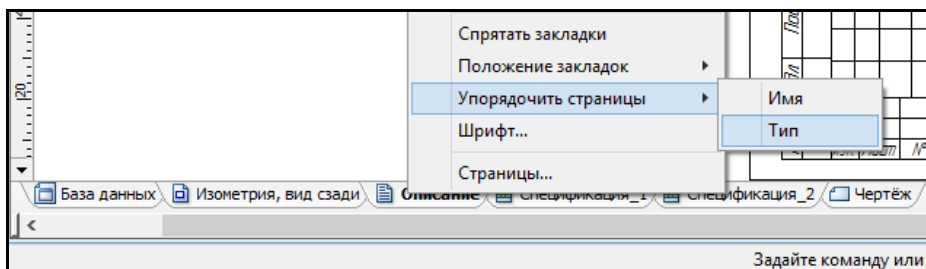 Спрятать закладки
Положение закладок
Упорядочить страницы
Имя
Шрифт...
Тип
Страницы...
20
База данных Изометрия, вид сзади Описание Спецификация_1 Спецификация_2 Чертёж
Задайте команду или